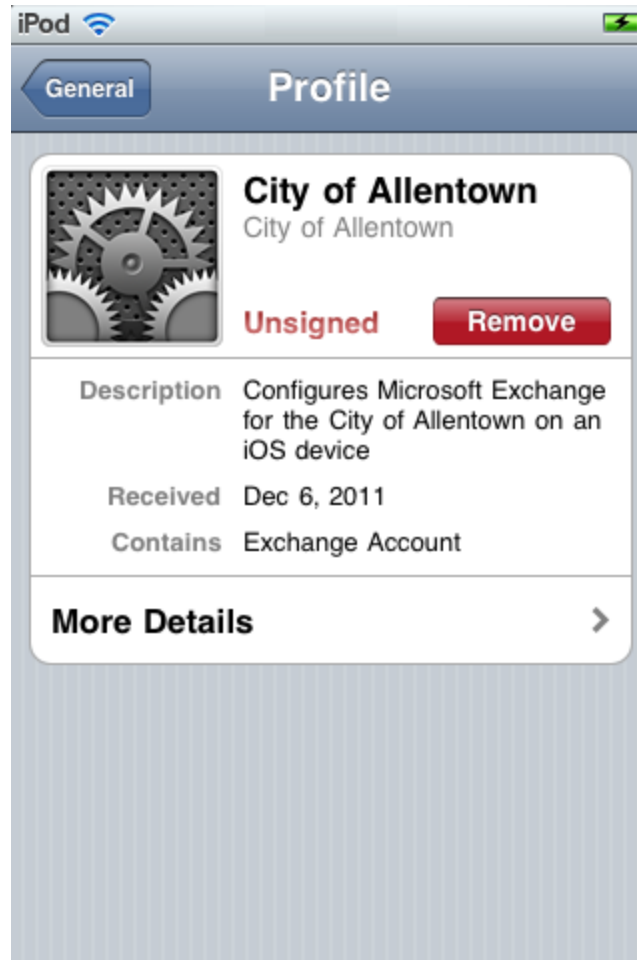 iPod
General
Profile
City of Allentown
City of Allentown
Unsigned
Remove
Description
Configures Microsoft Exchange
for the City of Allentown on an
iOS device
Received
Dec 6, 2011
Contains
Exchange Account
More Details